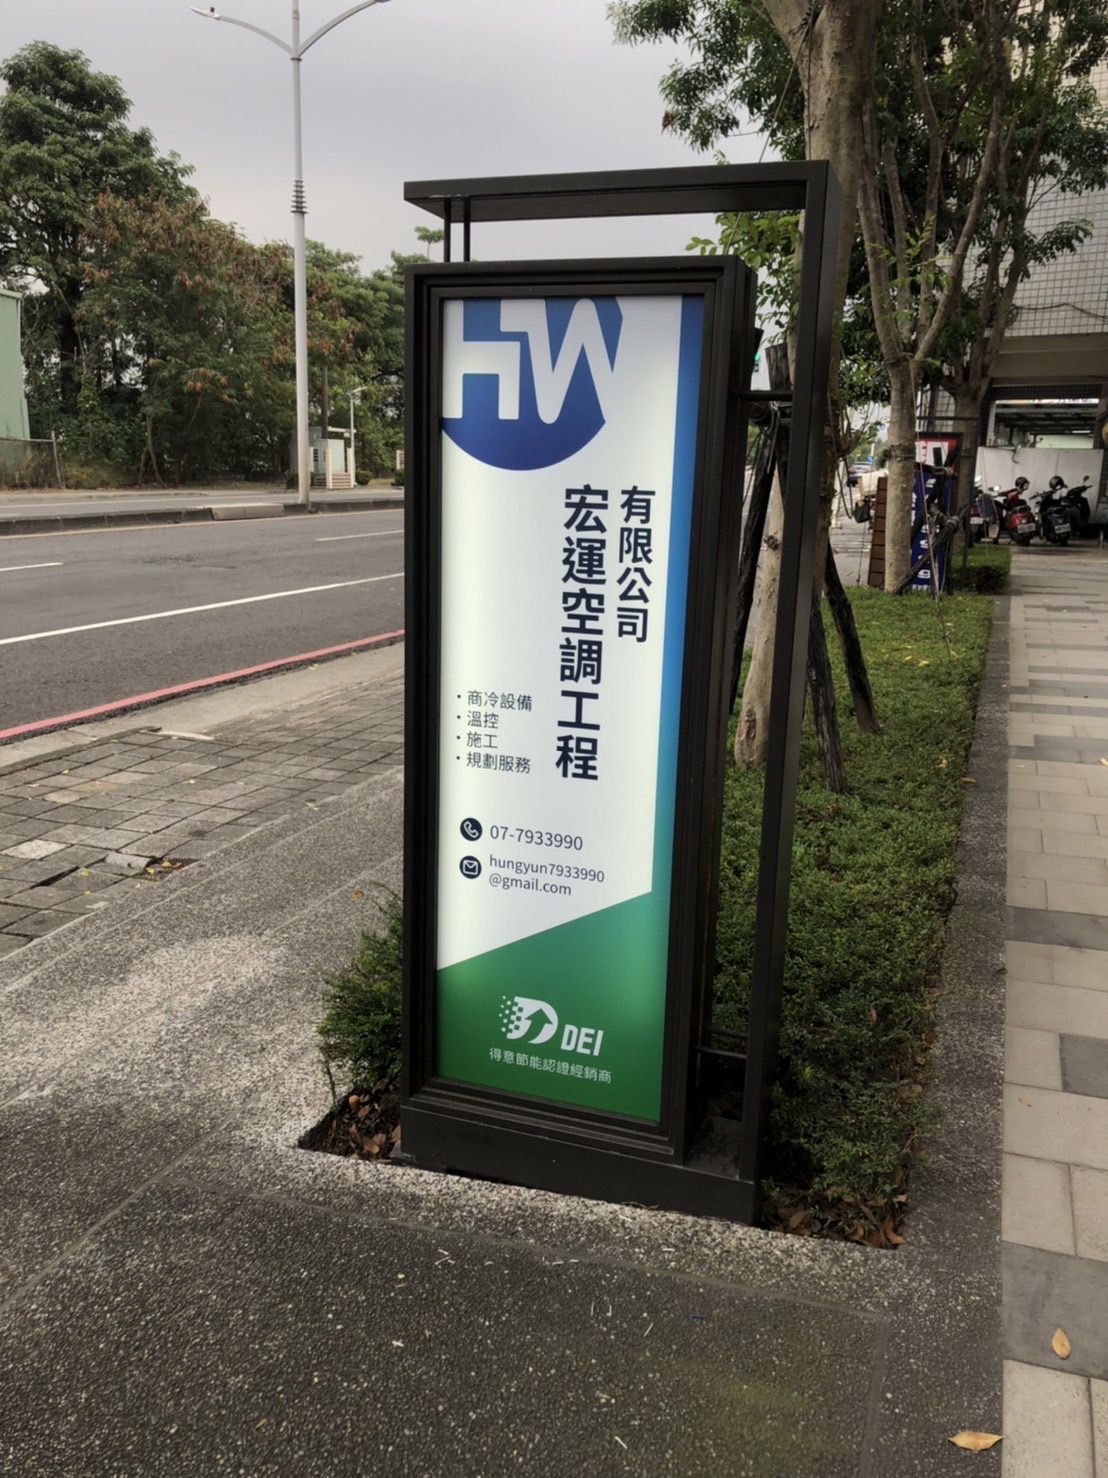 HW
宏運空調工程
有限公司
・商冷設備
・溫控
・施工
・規劃服務
07-7933990
hungyun7933990
@gmail.com
DEI
得意節能認證經銷商